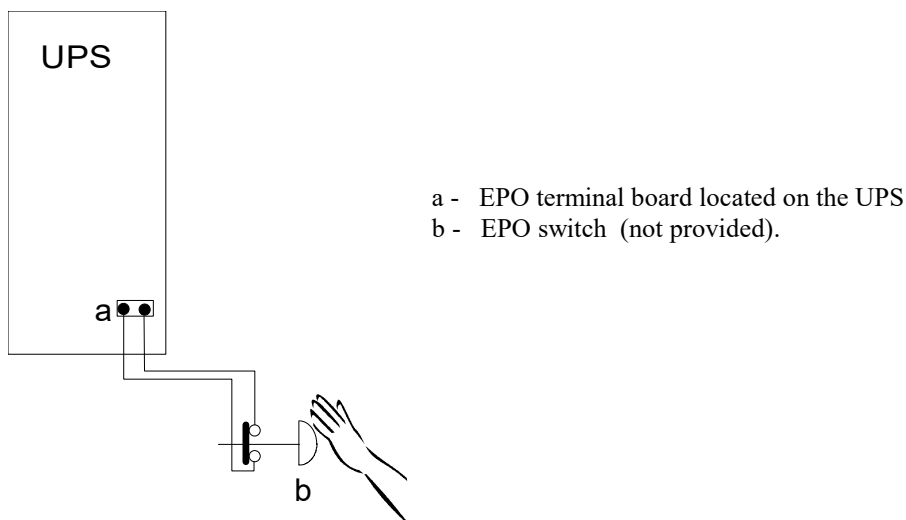 UPS
a - EPO terminal board located on the UPS
b - EPO switch (not provided).
a
b